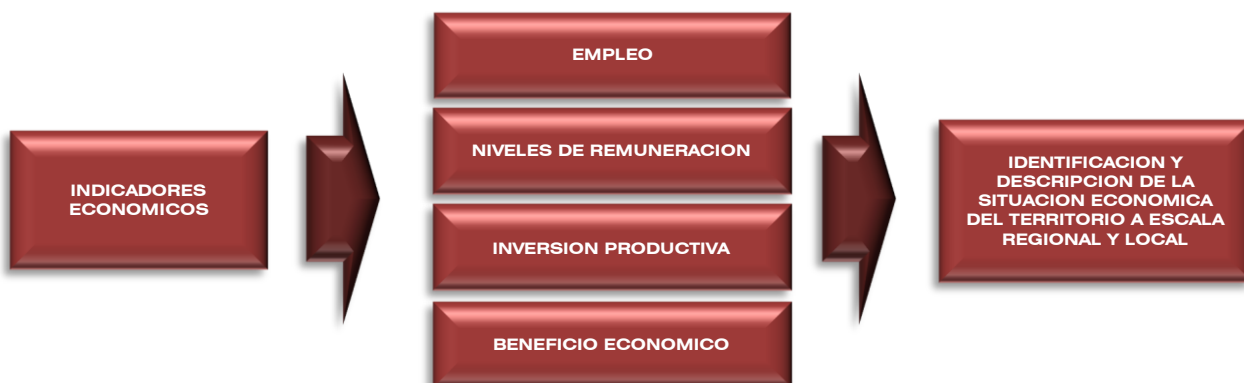 INDICADORES
ECONOMICOS
EMPLEO
NIVELES DE REMUNERACION
INVERSION PRODUCTIVA
BENEFICIO ECONOMICO
IDENTIFICACION Y
DESCRIPCION DE LA
SITUACION ECONOMICA
DEL TERRITORIO A ESCALA
REGIONAL Y LOCAL